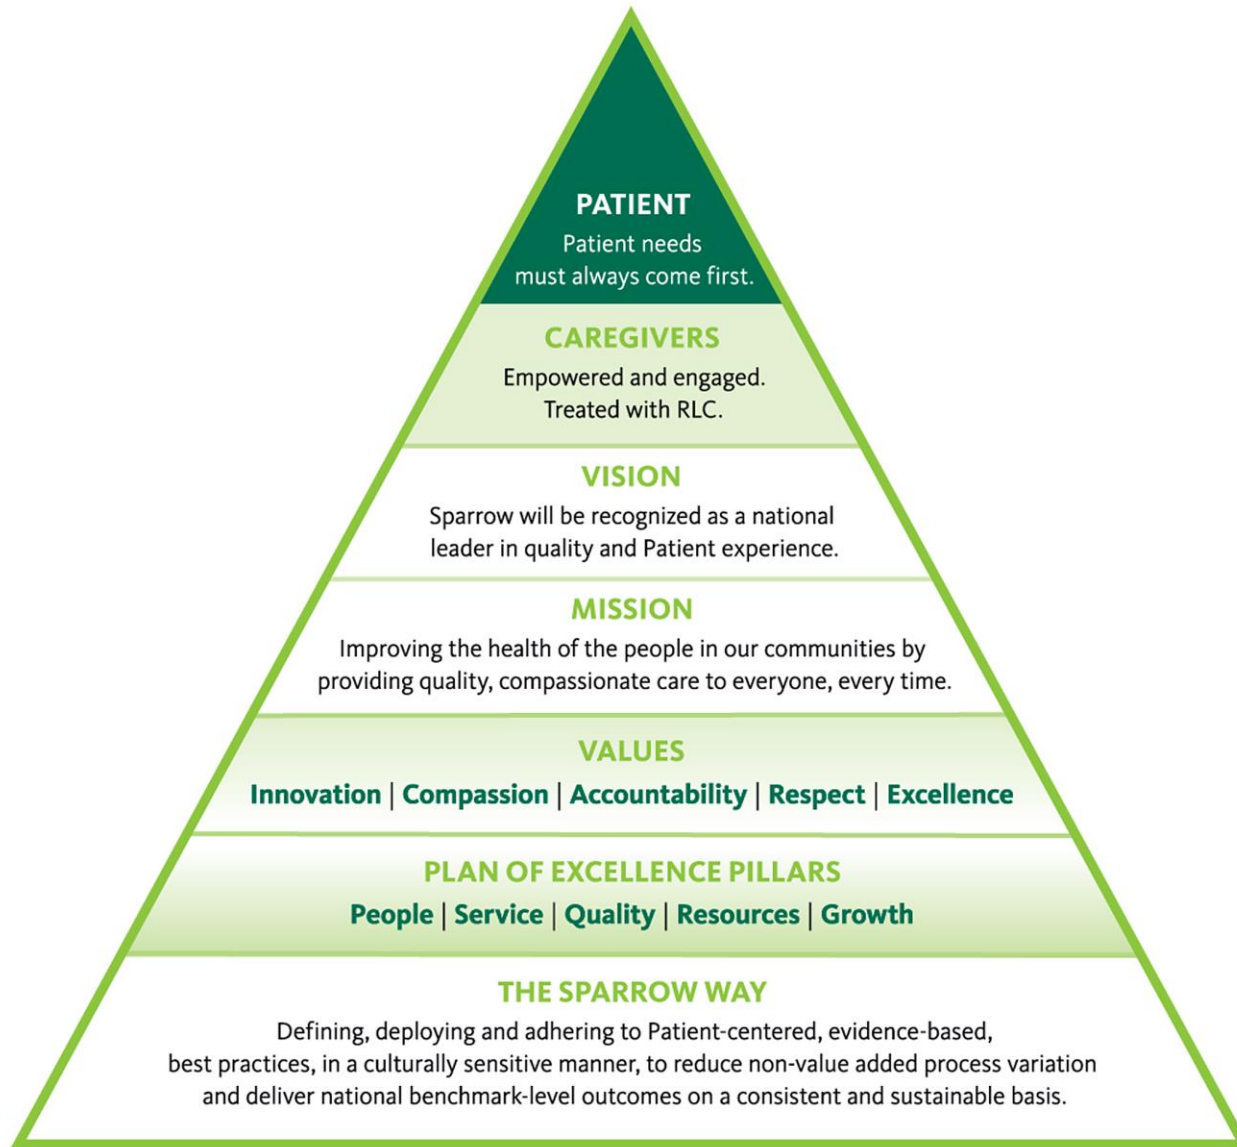 PATIENT
Patient needs
must always come first.
CAREGIVERS
Empowered and engaged.
Treated with RLC.
VISION
Sparrow will be recognized as a national
leader in quality and Patient experience.
MISSION
Improving the health of the people in our communities by
providing quality, compassionate care to everyone, every time.
VALUES
Innovation | Compassion | Accountability | Respect | Excellence
PLAN OF EXCELLENCE PILLARS
People | Service | Quality | Resources | Growth
THE SPARROW WAY
Defining, deploying and adhering to Patient-centered, evidence-based,
best practices, in a culturally sensitive manner, to reduce non-value added process variation
and deliver national benchmark-level outcomes on a consistent and sustainable basis.